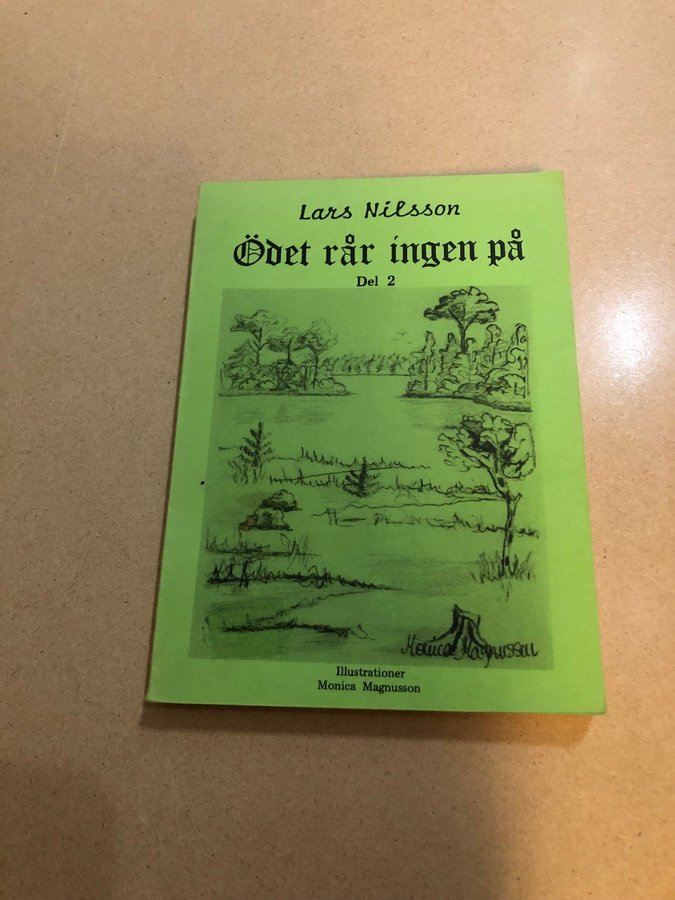 Lars Nilsson
Ödet rår ingen på
Del 2
Monica Magnusson
Illustrationer
Monica Magnusson